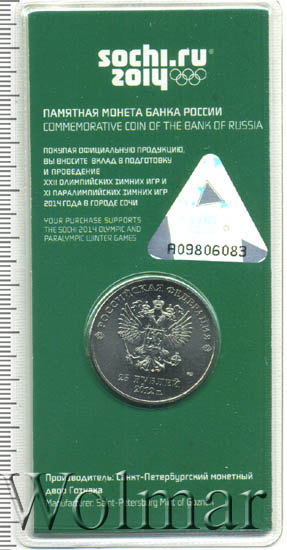 sochi.ru
2014
ПАМЯТНАЯ МОНЕТА БАНКА РОССИИ
COMMEMORATIVE COIN OF THE BANK OF RUSSIA
ПОКУПАЯ ОФИЦИАЛЬНУЮ ПРОДУКЦИЮ,
ВЫ ВНОСИТЕ ВКЛАД В ПОДГОТОВКУ
И ПРОВЕДЕНИЕ
XXII ОЛИМПИЙСКИХ ЗИМНИХ ИГР И
XI ПАРАЛИМПИЙСКИХ ЗИМНИХ ИГР
2014 ГОДА В ГОРОДЕ СОЧИ
YOUR PURCHASE SUPPORTS
THE SOCHI 2014 OLYMPIC AND
PARALYMPIC WINTER GAMES
A09806083
РОССИЙСКАЯ ФЕДЕРАЦИЯ
25 РУБЛЕЙ
2012 г.
Производитель: Санкт-Петербургский монетный
двор Гознака
Manufacturer: Saint-Petersburg Mint of Goznak
Wolmar